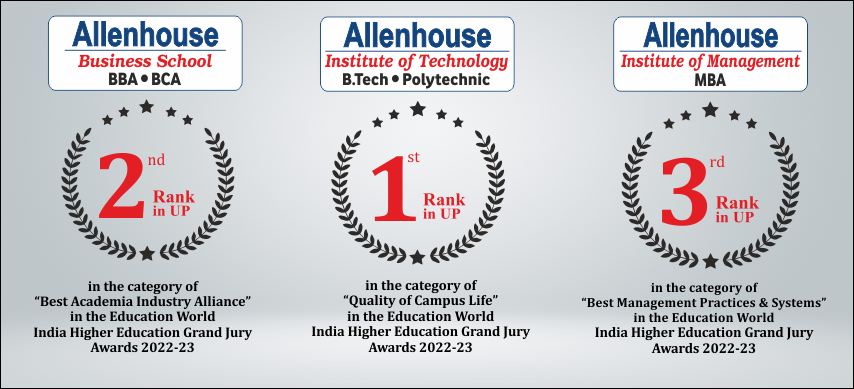 Allenhouse
Business School
BBA • BCA
2nd
Rank
in UP
in the category of
“Best Academia Industry Alliance”
in the Education World
India Higher Education Grand Jury
Awards 2022-23
Allenhouse
Institute of Technology
B.Tech • Polytechnic
1st
Rank
in UP
in the category of
“Quality of Campus Life”
in the Education World
India Higher Education Grand Jury
Awards 2022-23
Allenhouse
Institute of Management
MBA
3rd
Rank
in UP
in the category of
“Best Management Practices & Systems”
in the Education World
India Higher Education Grand Jury
Awards 2022-23